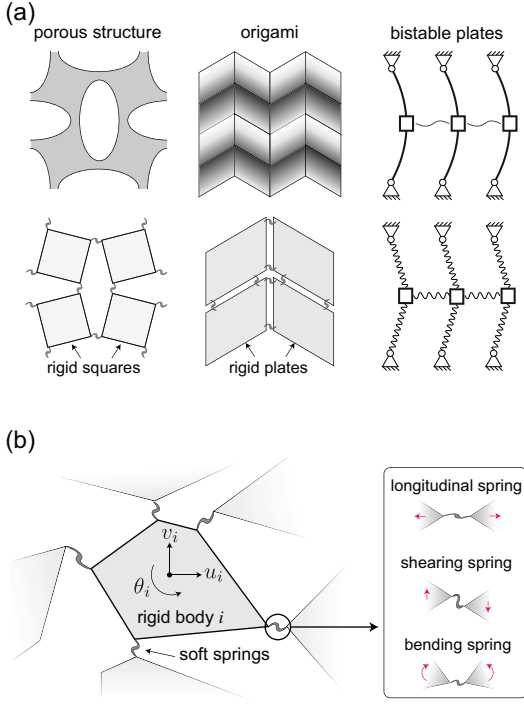 (a)
porous structure
origami
bistable plates
rigid squares
rigid plates
(b)
longitudinal spring
shearing spring
bending spring
v_i
u_i
θ_i
rigid body i
soft springs